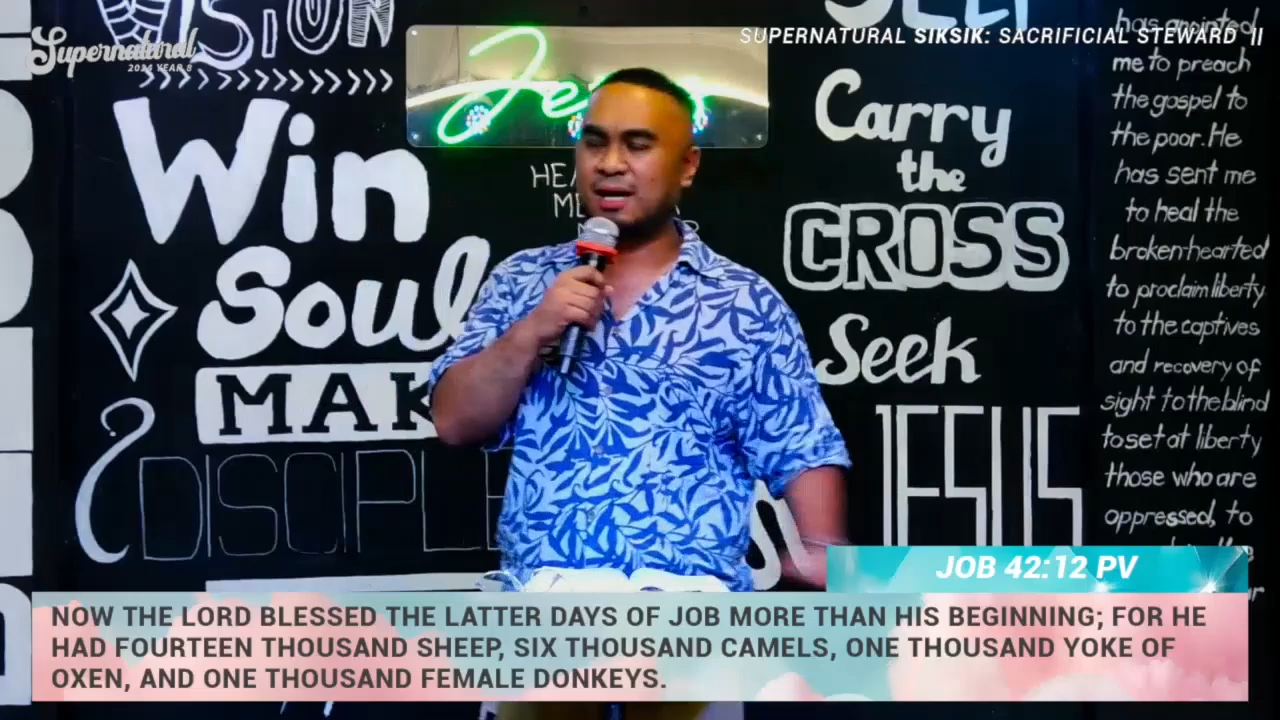 Supernatural
2024 YEAR 8
SUPERNATURAL SIKSIK: SACRIFICIAL STEWARD ||
VISION
SELF
Win
Soul
MAK
DISCIPLE
Carry
the
CROSS
Seek
JESUS
has anointed
me to preach
the gospel to
the poor. He
has sent me
to heal the
brokenhearted
to proclaim liberty
to the captives
and recovery of
sight to the blind
to set at liberty
those who are
oppressed, to
JOB 42:12 PV
NOW THE LORD BLESSED THE LATTER DAYS OF JOB MORE THAN HIS BEGINNING; FOR HE
HAD FOURTEEN THOUSAND SHEEP, SIX THOUSAND CAMELS, ONE THOUSAND YOKE OF
OXEN, AND ONE THOUSAND FEMALE DONKEYS.